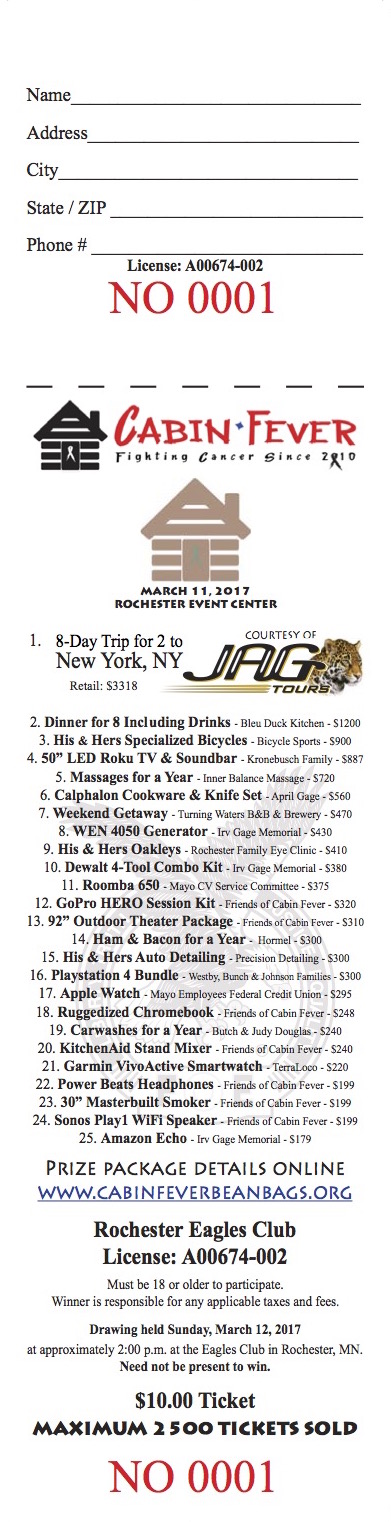 Name
Address
City
State / ZIP
Phone #
License: A00674-002
NO 0001
CABIN FEVER
Fighting Cancer Since 2010
MARCH 11, 2017
ROCHESTER EVENT CENTER
1. 8-Day Trip for 2 to
New York, NY
Retail: $3318
COURTESY OF
JAG
TOURS
2. Dinner for 8 Including Drinks - Bleu Duck Kitchen - $1200
3. His & Hers Specialized Bicycles - Bicycle Sports - $900
4. 50” LED Roku TV & Soundbar - Kronebusch Family - $887
5. Massages for a Year - Inner Balance Massage - $720
6. Calphalon Cookware & Knife Set - April Gage - $560
7. Weekend Getaway - Turning Waters B&B & Brewery - $470
8. WEN 4050 Generator - Irv Gage Memorial - $430
9. His & Hers Oakleys - Rochester Family Eye Clinic - $410
10. Dewalt 4-Tool Combo Kit - Irv Gage Memorial - $380
11. Roomba 650 - Mayo CV Service Committee - $375
12. GoPro HERO Session Kit - Friends of Cabin Fever - $320
13. 92” Outdoor Theater Package - Friends of Cabin Fever - $310
14. Ham & Bacon for a Year - Hormel - $300
15. His & Hers Auto Detailing - Precision Detailing - $300
16. Playstation 4 Bundle - Westby, Bunch & Johnson Families - $300
17. Apple Watch - Mayo Employees Federal Credit Union - $295
18. Ruggedized Chromebook - Friends of Cabin Fever - $248
19. Carwashes for a Year - Butch & Judy Douglas - $240
20. KitchenAid Stand Mixer - Friends of Cabin Fever - $240
21. Garmin VivoActive Smartwatch - TerraLoco - $220
22. Power Beats Headphones - Friends of Cabin Fever - $199
23. 30” Masterbuilt Smoker - Friends of Cabin Fever - $199
24. Sonos Play1 WiFi Speaker - Friends of Cabin Fever - $199
25. Amazon Echo - Irv Gage Memorial - $179
PRIZE PACKAGE DETAILS ONLINE
WWW.CABINFEVERBEANBAGS.ORG
Rochester Eagles Club
License: A00674-002
Must be 18 or older to participate.
Winner is responsible for any applicable taxes and fees.
Drawing held Sunday, March 12, 2017
at approximately 2:00 p.m. at the Eagles Club in Rochester, MN.
Need not be present to win.
$10.00 Ticket
MAXIMUM 2500 TICKETS SOLD
NO 0001